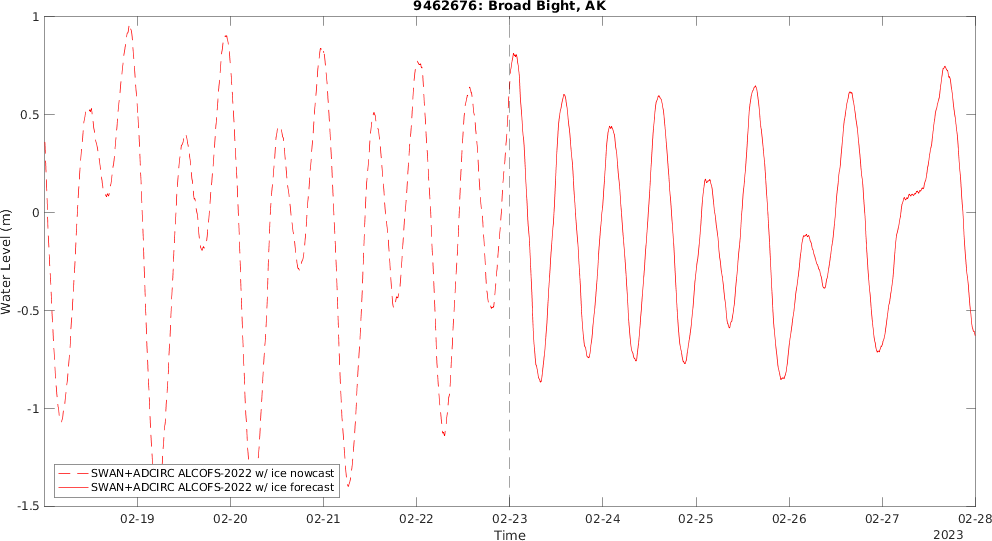 9462676: Broad Bight, AK
Water Level (m)
1
0.5
0
-0.5
-1
-1.5
SWAN+ADCIRC ALCOFS-2022 w/ ice nowcast
SWAN+ADCIRC ALCOFS-2022 w/ ice forecast
02-19 02-20 02-21 02-22 02-23 02-24 02-25 02-26 02-27 02-28
Time
2023